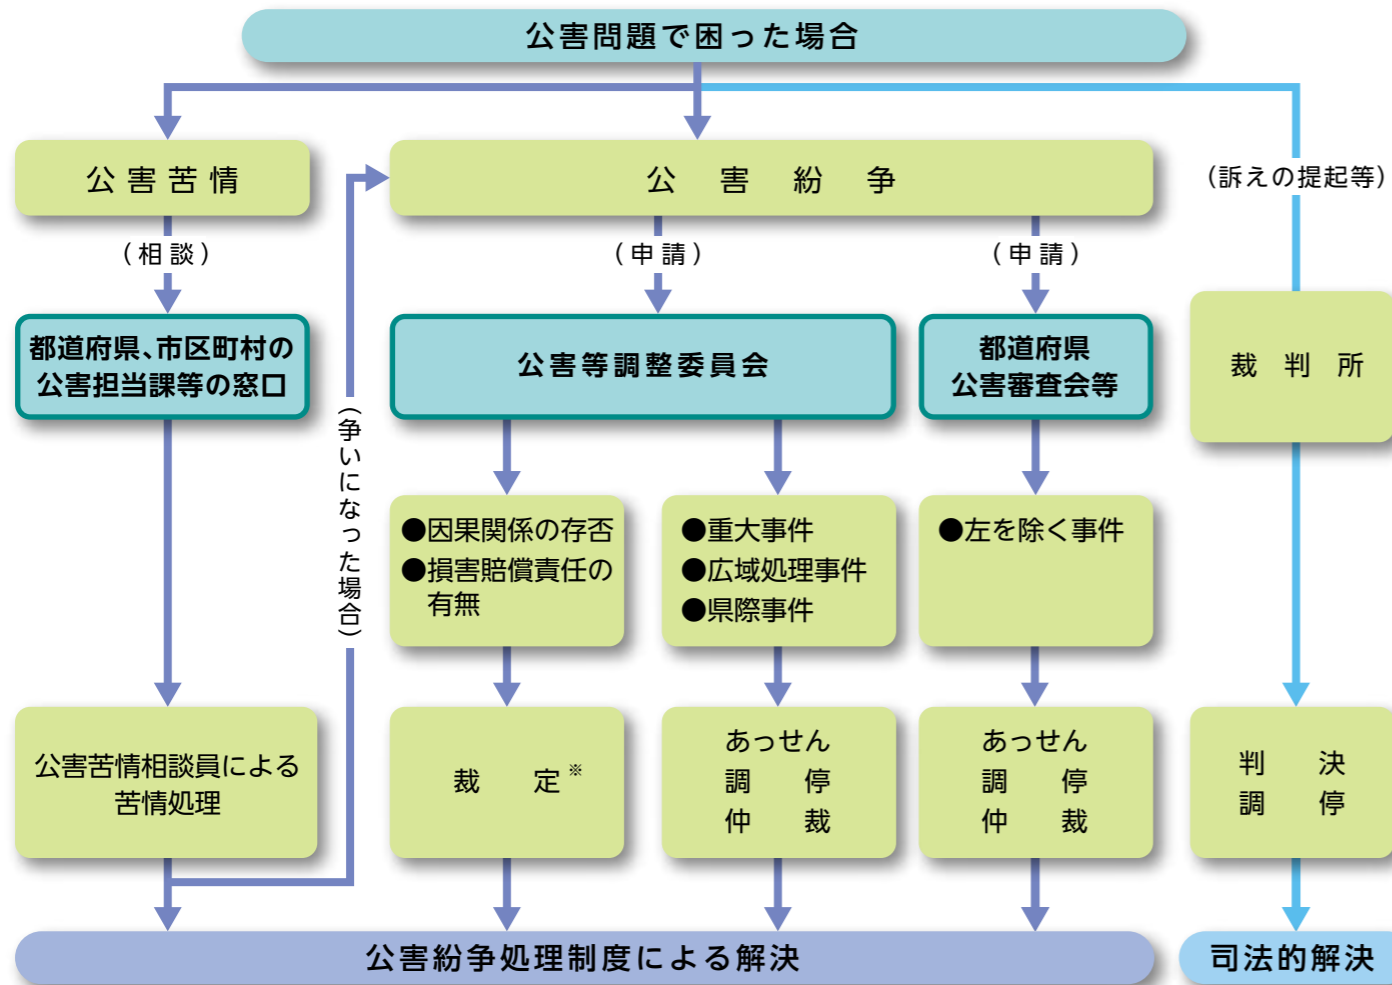 公害問題で困った場合
公害苦情
公害紛争
(訴えの提起等)
(相談)
(申請)
(申請)
都道府県、市区町村の
公害担当課等の窓口
公害等調整委員会
都道府県
公害審査会等
裁判所
(争いになった場合)
●因果関係の存否
●損害賠償責任の
有無
●重大事件
●広域処理事件
●県際事件
●左を除く事件
公害苦情相談員による
苦情処理
裁定※
あっせん
調停
仲裁
あっせん
調停
仲裁
判決
調停
公害紛争処理制度による解決
司法的解決